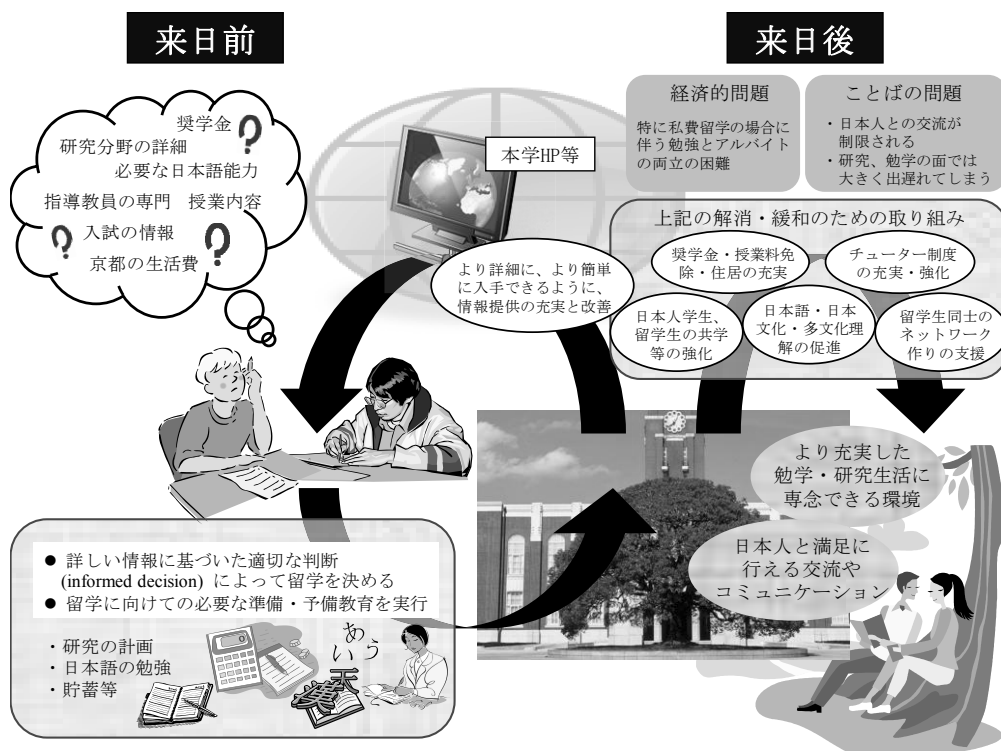 来日前
奨学金
研究分野の詳細
必要な日本語能力
指導教員の専門 授業内容
入試の情報
京都の生活費
本学HP等
より詳細に、より簡単
に入手できるように、
情報提供の充実と改善
● 詳しい情報に基づいた適切な判断
(informed decision) によって留学を決める
● 留学に向けての必要な準備・予備教育を実行
・研究の計画
・日本語の勉強
・貯蓄等
あ
い う
漢 天
来日後
経済的問題
特に私費留学の場合に
伴う勉強とアルバイト
の両立の困難
ことばの問題
・日本人との交流が
制限される
・研究、勉学の面では
大きく出遅れてしまう
上記の解消・緩和のための取り組み
奨学金・授業料免
除・住居の充実
チューター制度
の充実・強化
日本人学生、
留学生の共学
等の強化
日本語・日本
文化・多文化理
解の促進
留学生同士の
ネットワーク
作りの支援
より充実した
勉学・研究生活に
専念できる環境
日本人と満足に
行える交流や
コミュニケーション